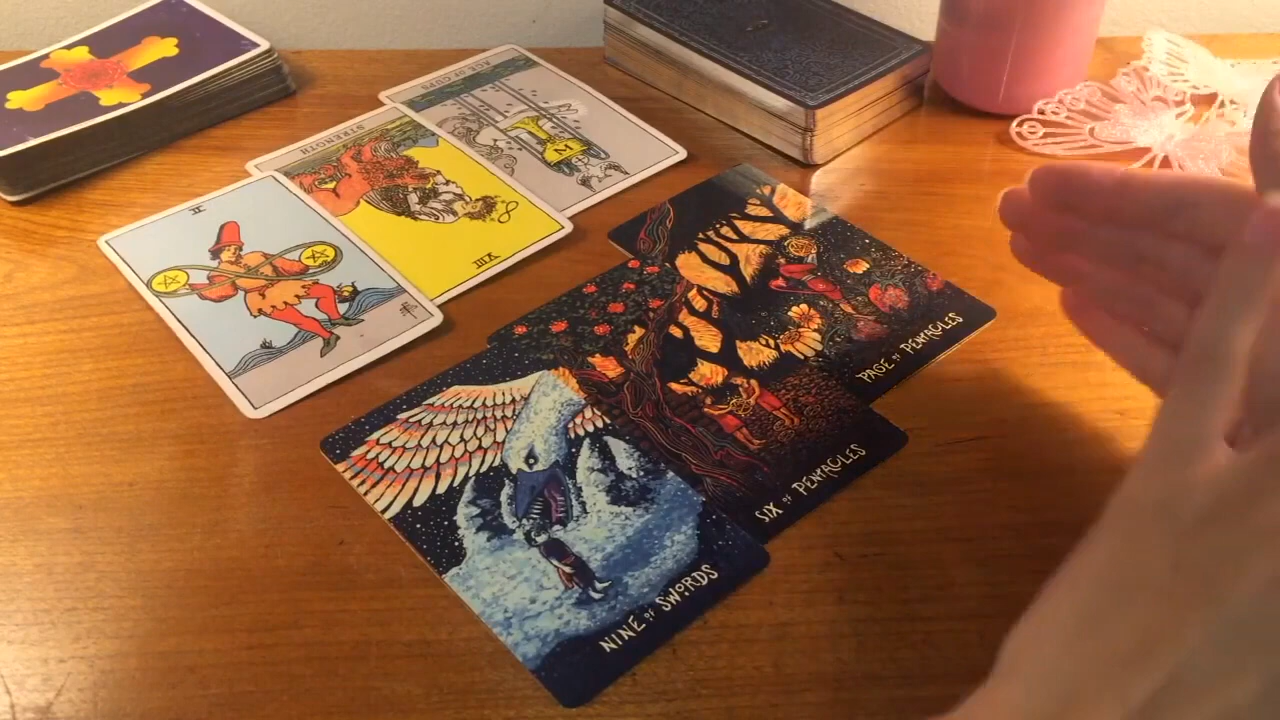 ACE of CUPS
M
STRENGTH
VIII
II
PAGE OF PENTACLES
SIX OF PENTACLES
NINE OF SWORDS